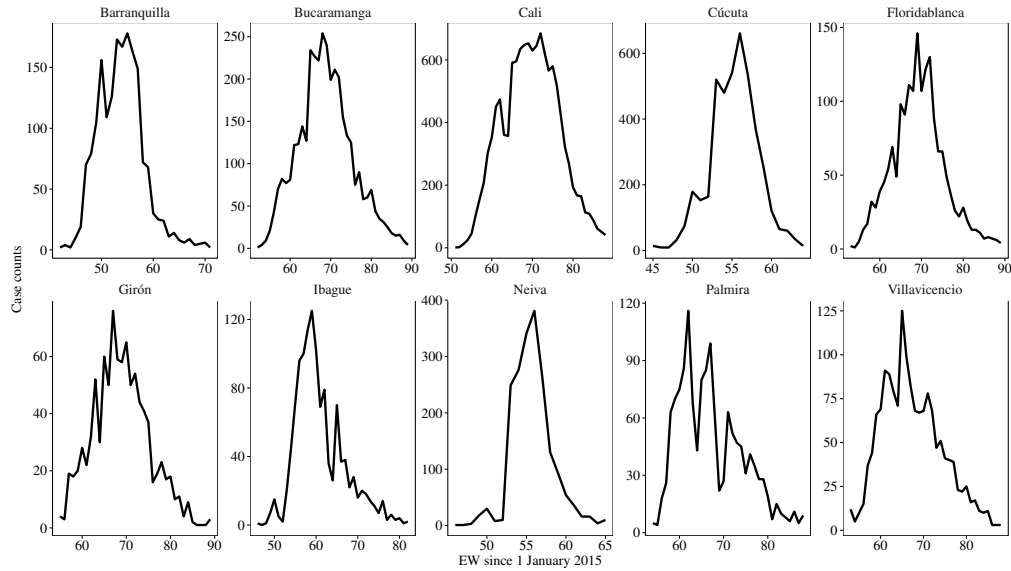 Barranquilla Bucaramanga Cali Cúcuta Floridablanca
150 100 50 0
50 60 70
250 200 150 100 50 0
60 70 80 90
600 400 200 0
50 60 70 80
600 400 200 0
45 50 55 60
150 100 50 0
60 70 80 90
Case counts
Girón Ibague Neiva Palmira Villavicencio
60 40 20 0
60 70 80 90
120 80 40 0
50 60 70 80
400 300 200 100 0
50 55 60 65
120 90 60 30 0
60 70 80
125 100 75 50 25 0
60 70 80
EW since 1 January 2015